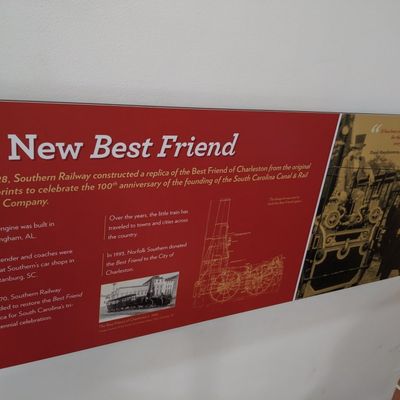 New Best Friend
28, Southern Railway constructed a replica of the Best Friend of Charleston from the original
prints to celebrate the 100th anniversary of the founding of the South Carolina Canal & Rail
Company.
engine was built in
ngham, AL.
ender and coaches were
at Southern's car shops in
tanburg, SC.
70, Southern Railway
ded to restore the Best Friend
ca for South Carolina's tri-
ennial celebration.
Over the years, the little train has
traveled to towns and cities across
the country.
In 1993, Norfolk Southern donated
the Best Friend to the City of
Charleston.